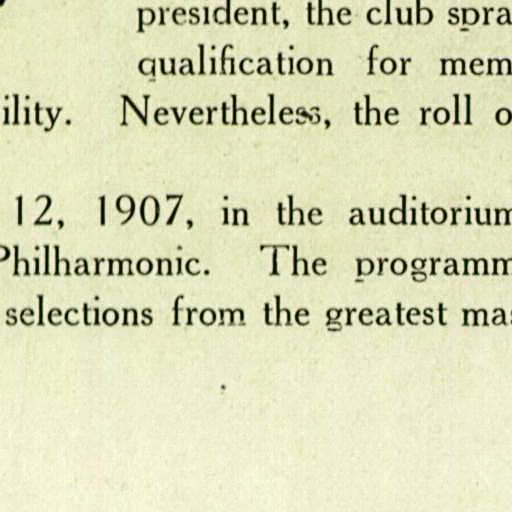 president, the club spra
qualification for mem
ility. Nevertheless, the roll o
12, 1907, in the auditorium
Philharmonic. The programm
selections from the greatest mas